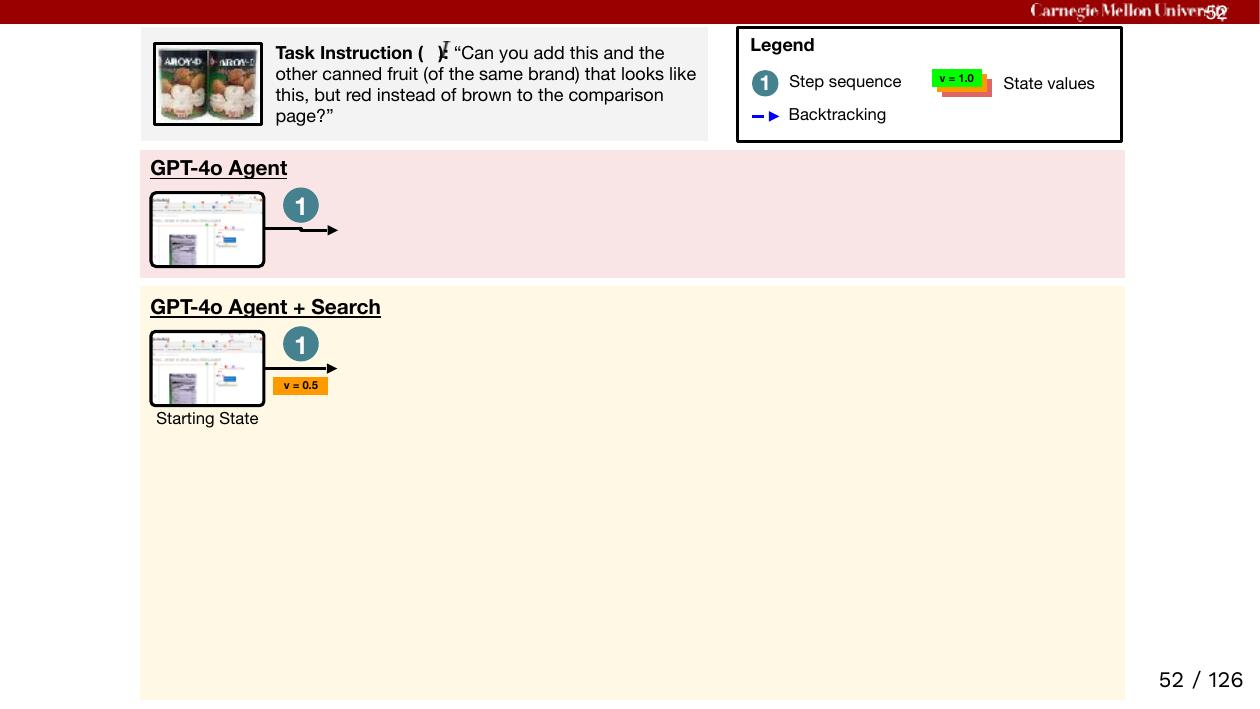 Carnegie Mellon University
52
Task Instruction ( ): “Can you add this and the
other canned fruit (of the same brand) that looks like
this, but red instead of brown to the comparison
page?”
AROY-D AROY-D
Legend
1 Step sequence
v = 1.0 State values
Backtracking
GPT-4o Agent
1
GPT-4o Agent + Search
1
v = 0.5
Starting State
52 / 126